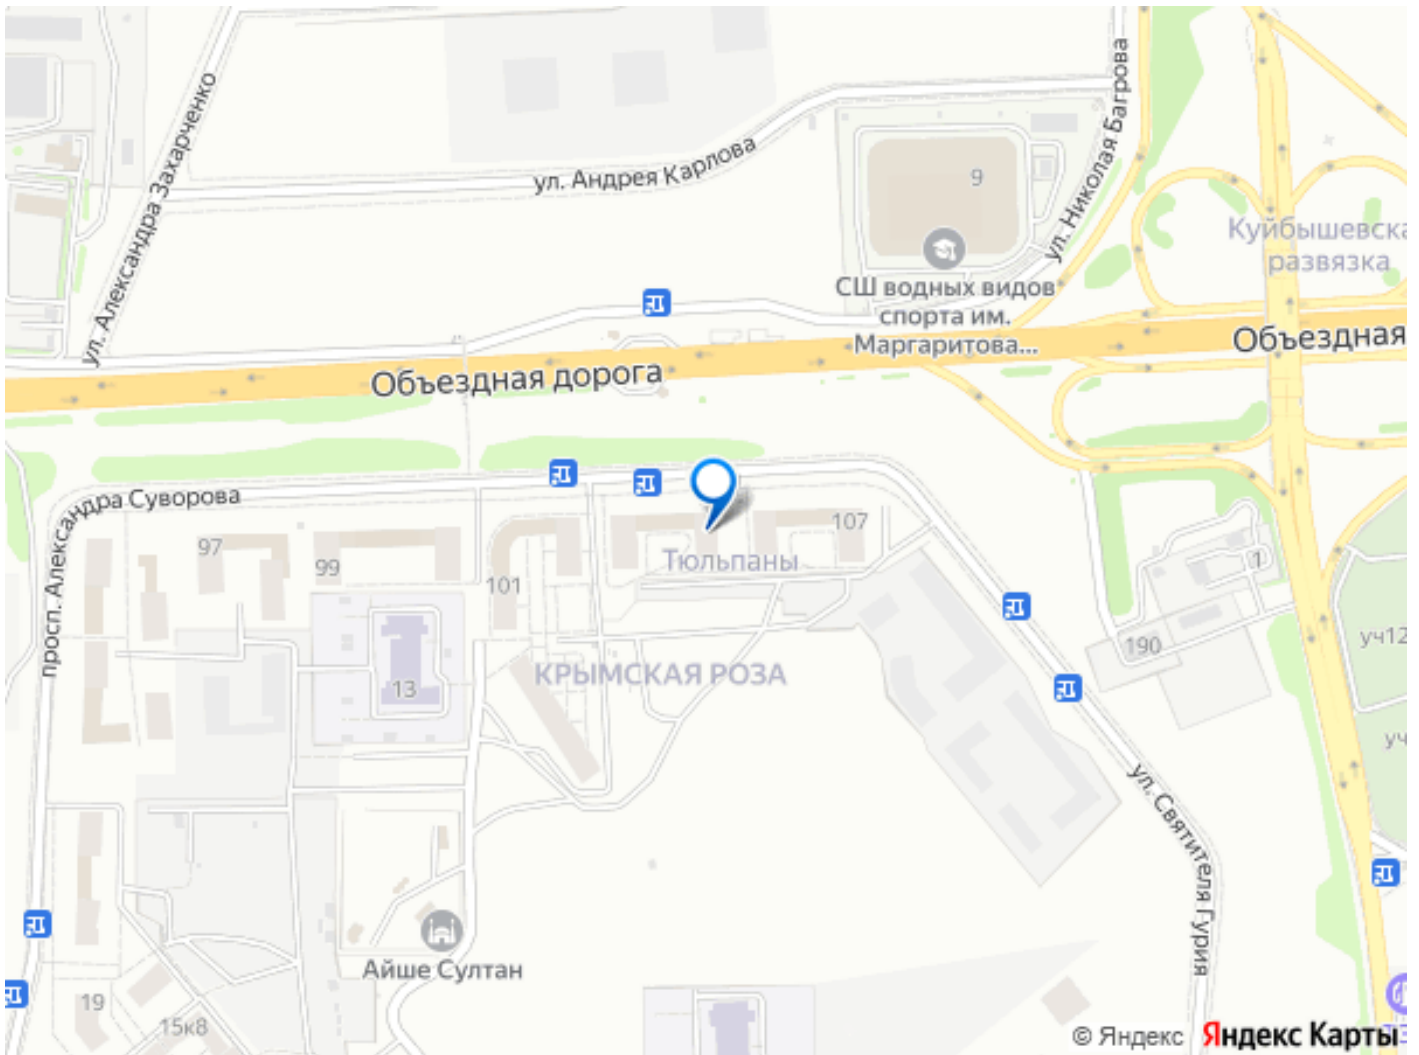 ул. Александра Захарченко
ул. Андрея Карлова
ул. Николая Багрова
9
СШ водных видов
спорта им.
Маргаритова...
Куйбышевска
развязка
Объездная дорога
Объездная
просп. Александра Суворова
97
99
101
107
Тюльпаны
КРЫМСКАЯ РОЗА
13
1
190
уч12
уч
ул. Святителя Гурия
Айше Султан
19
15к8
© Яндекс
Яндекс Карты